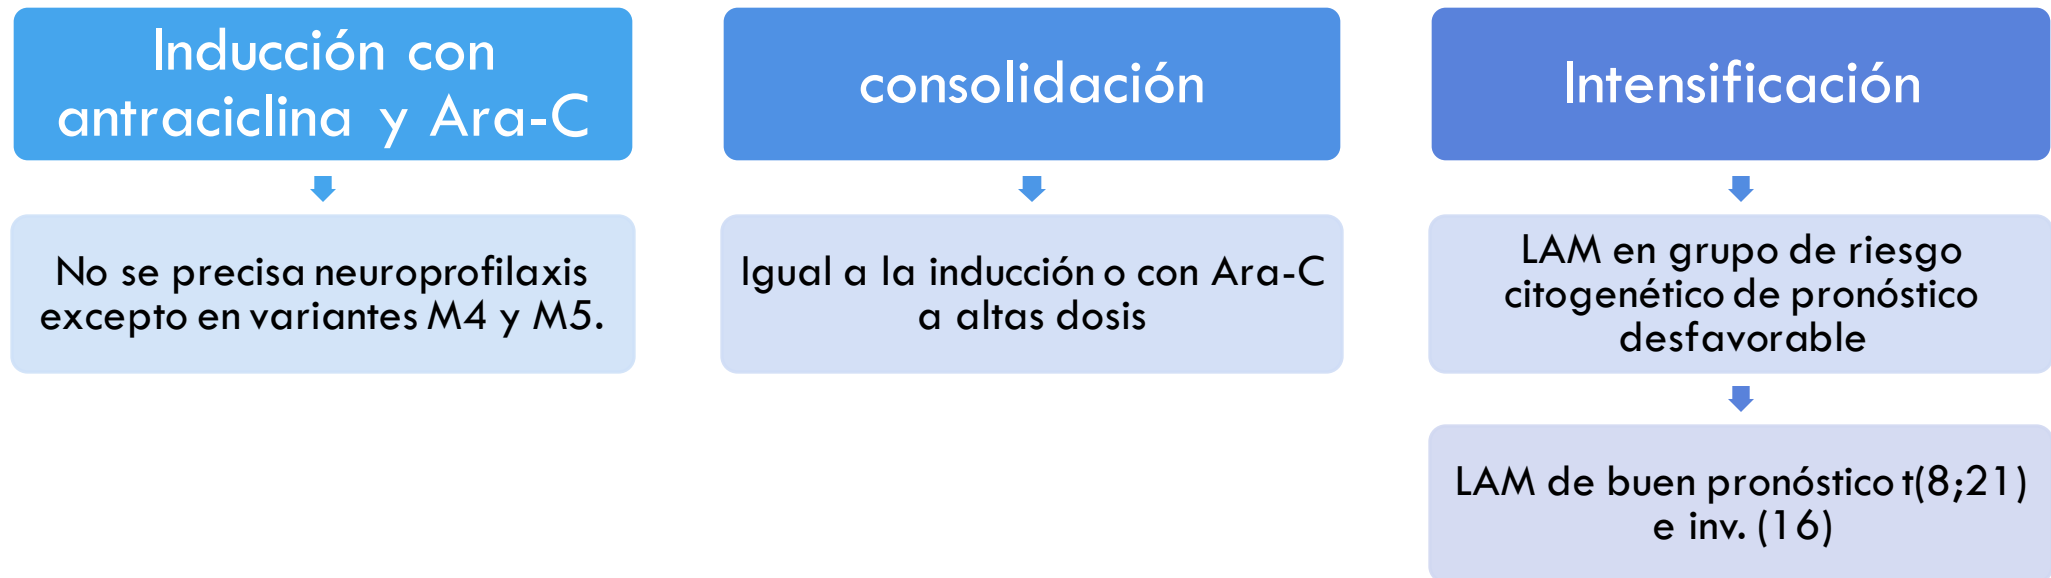 Inducción con
antraciclina y Ara-C
No se precisa neuroprofilaxis
excepto en variantes M4 y M5.
consolidación
Igual a la inducción o con Ara-C
a altas dosis
Intensificación
LAM en grupo de riesgo
citogenético de pronóstico
desfavorable
LAM de buen pronóstico t(8;21)
e inv. (16)